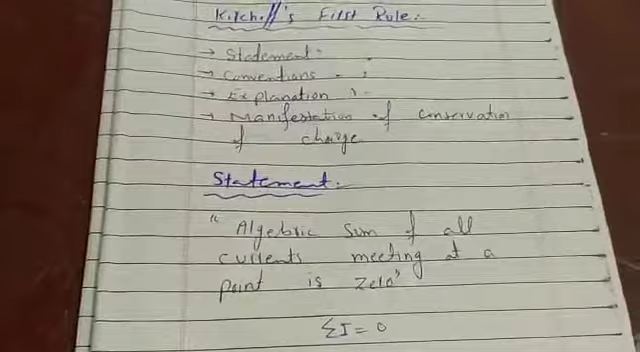 Kirchoff's First Rule:-
→ Statement:-
→ Conventions - :
→ Explanation :-
→ Manifestation of conservation
of charge
Statement:-
"Algebric sum of all
currents meeting at a
point is zero"
ΣI = 0